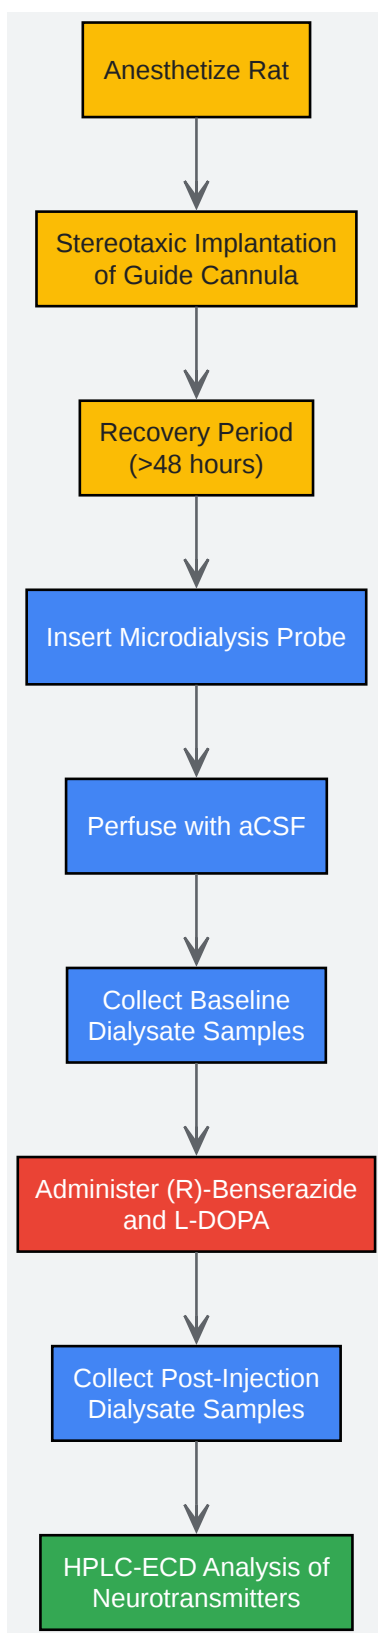 Anesthetize Rat
Stereotaxic Implantation
of Guide Cannula
Recovery Period
(>48 hours)
Insert Microdialysis Probe
Perfuse with aCSF
Collect Baseline
Dialysate Samples
Administer (R)-Benserazide
and L-DOPA
Collect Post-Injection
Dialysate Samples
HPLC-ECD Analysis of
Neurotransmitters